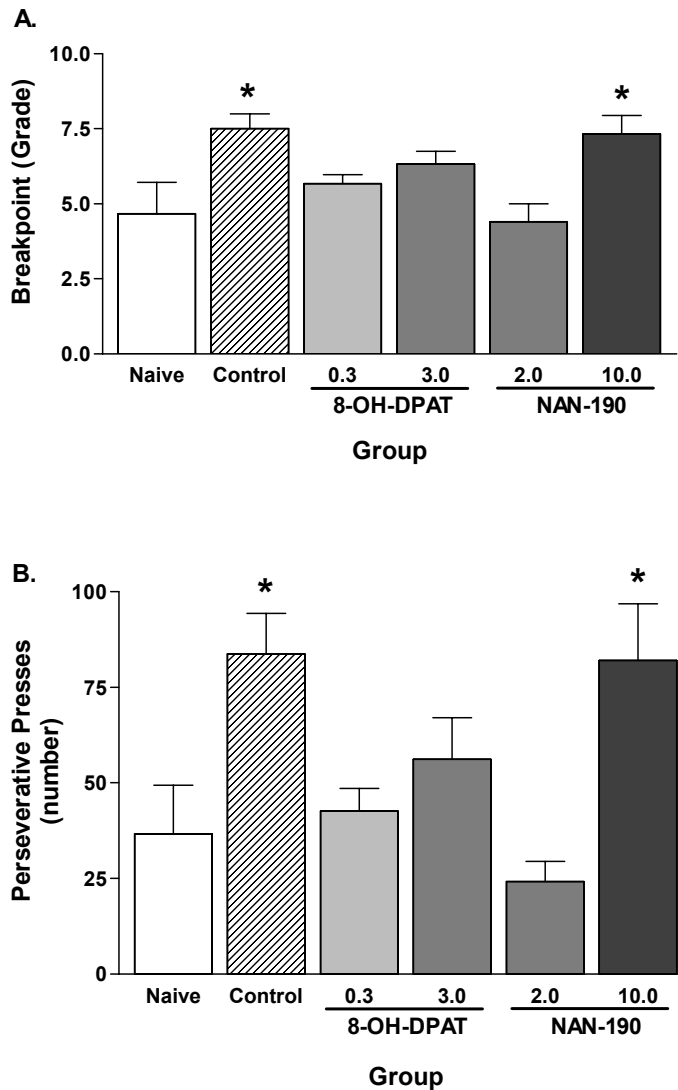 A.
Breakpoint (Grade)
10.0
7.5
5.0
2.5
0.0
*
*
Naive Control 0.3 3.0 2.0 10.0
8-OH-DPAT NAN-190
Group
B.
Perseverative Presses
(number)
100
75
50
25
0
*
*
Naive Control 0.3 3.0 2.0 10.0
8-OH-DPAT NAN-190
Group